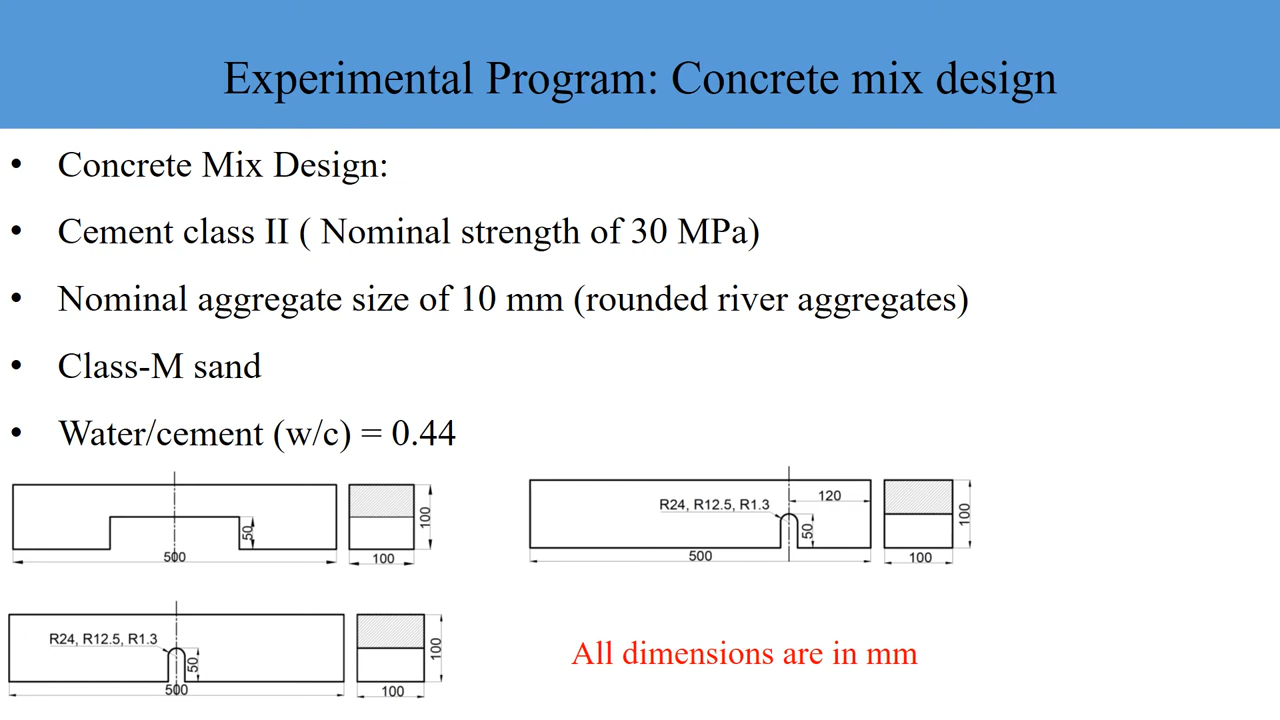 Experimental Program: Concrete mix design
• Concrete Mix Design:
• Cement class II ( Nominal strength of 30 MPa)
• Nominal aggregate size of 10 mm (rounded river aggregates)
• Class-M sand
• Water/cement (w/c) = 0.44
50
500
100
100
R24, R12.5, R1.3
120
50
500
100
100
R24, R12.5, R1.3
50
500
100
100
All dimensions are in mm